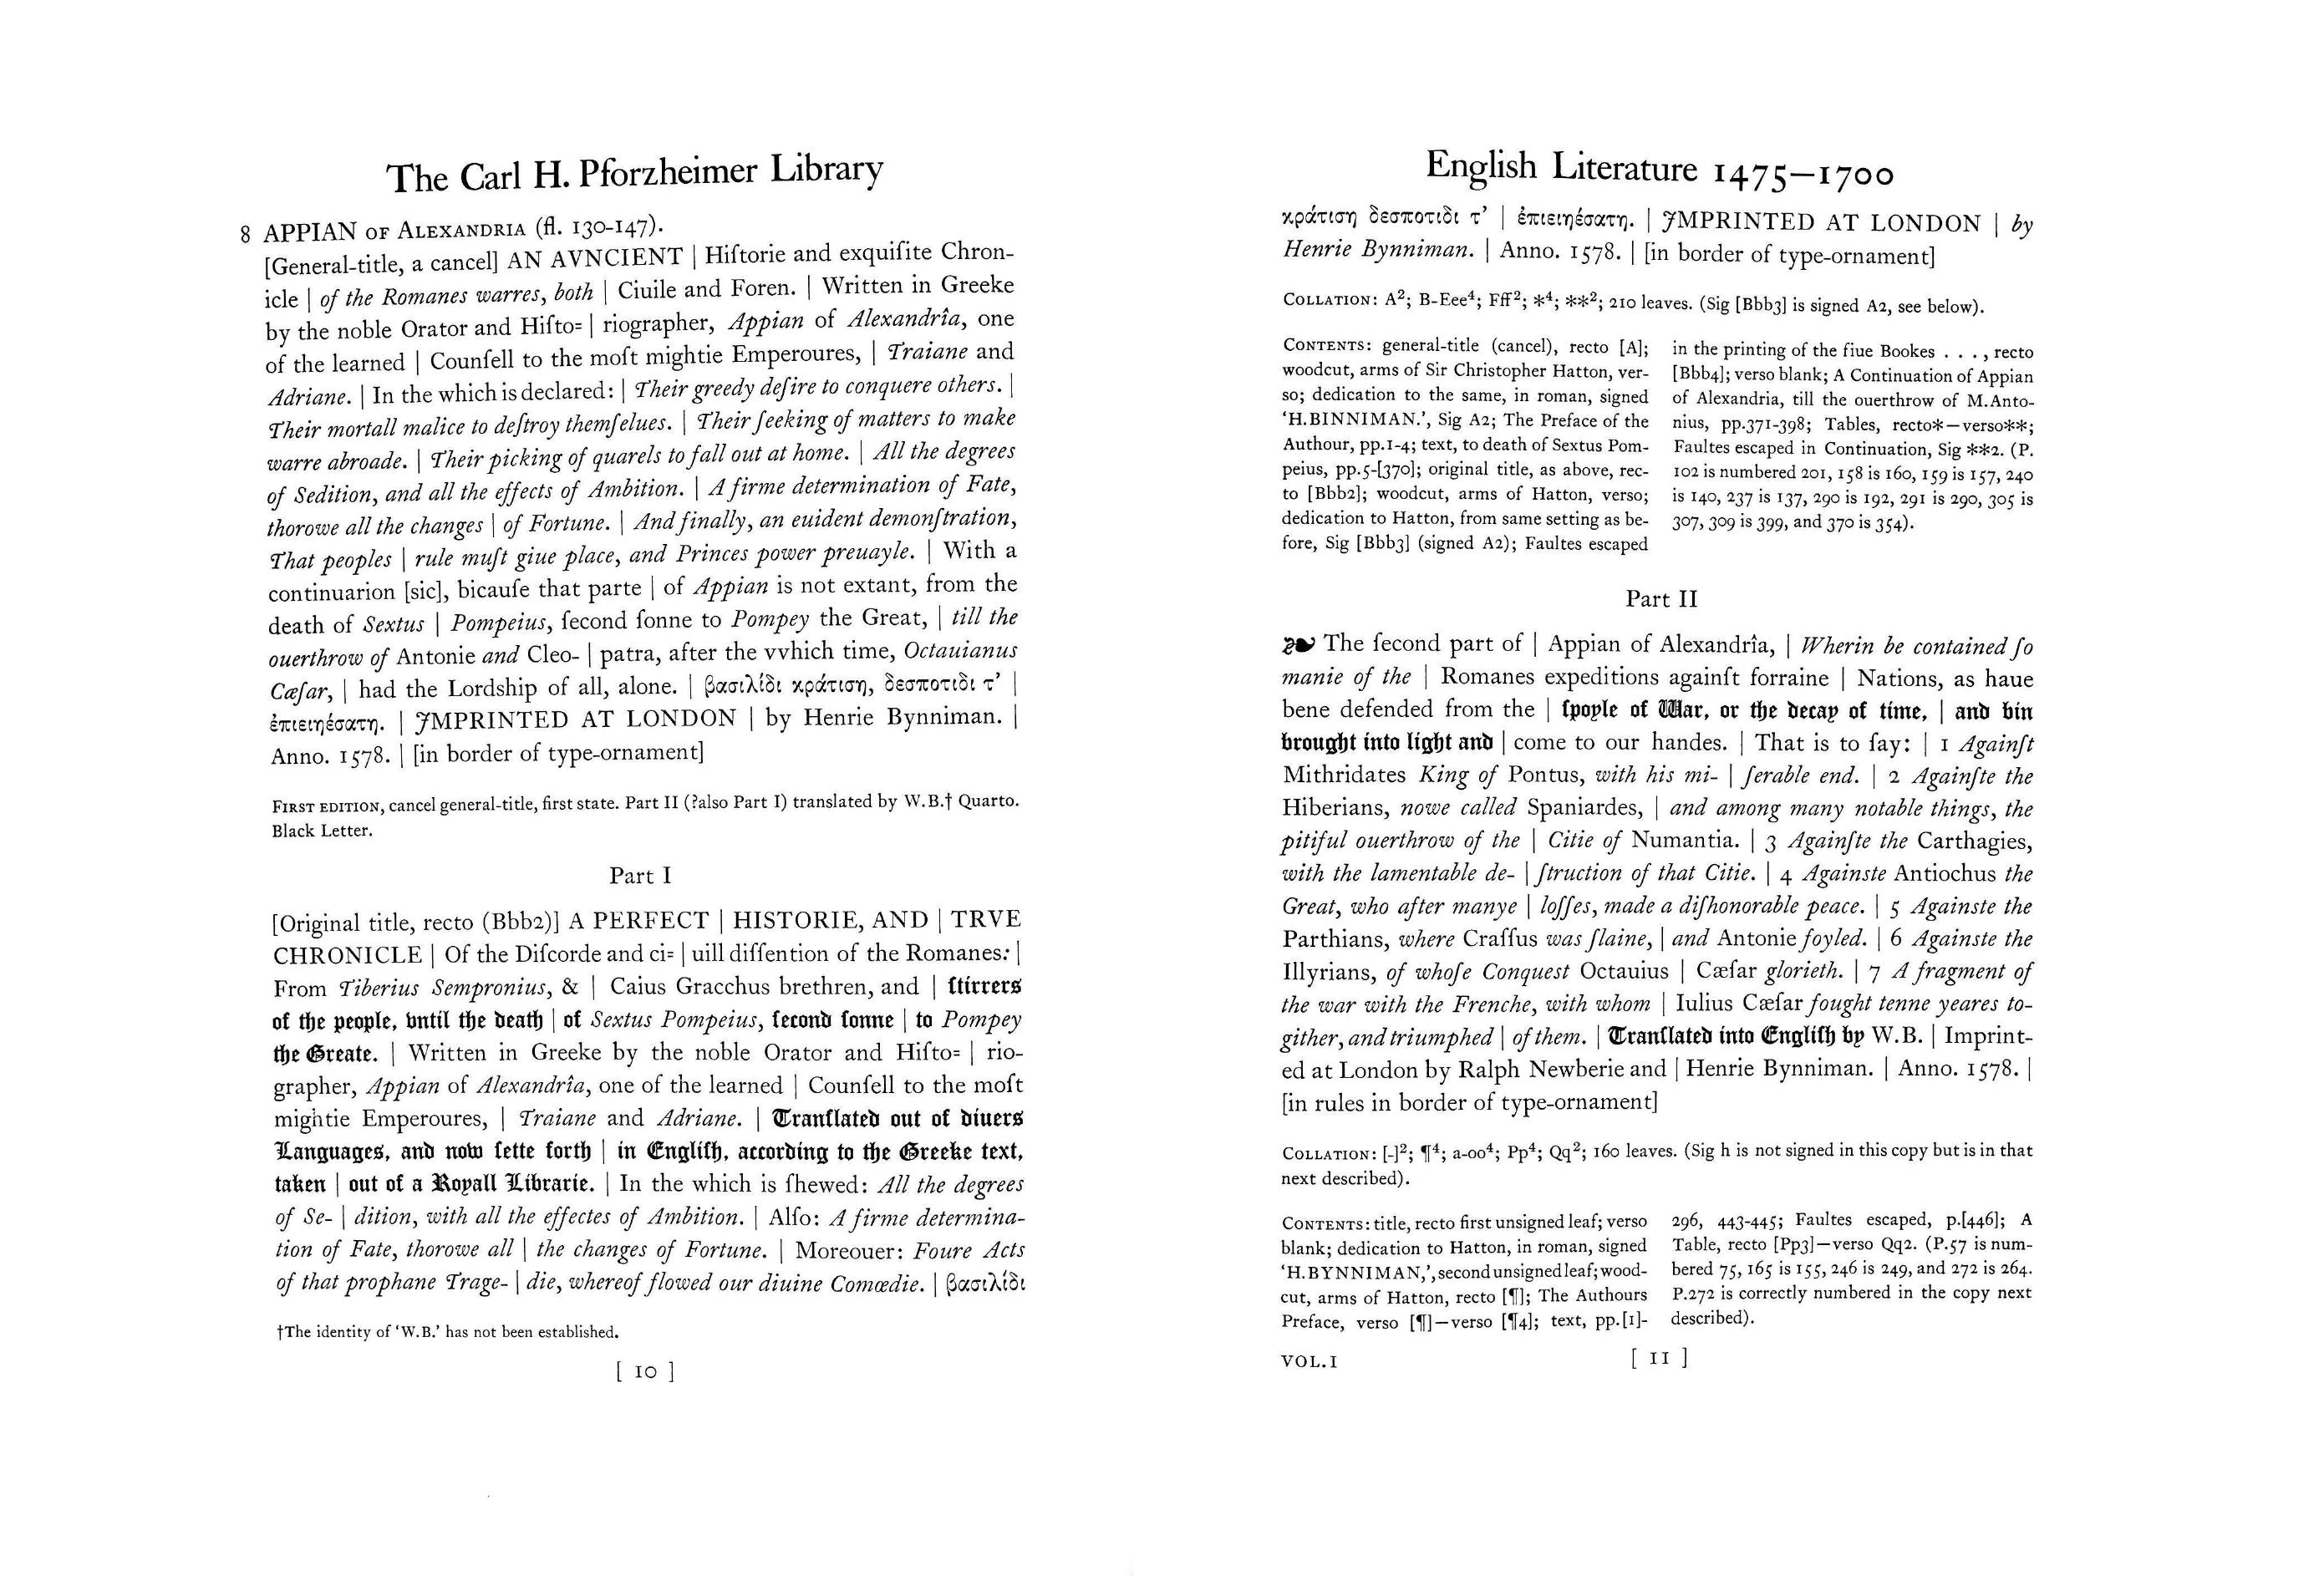 The Carl H. Pforzheimer Library
8 APPIAN OF ALEXANDRIA (fl. 130-147).
[General-title, a cancel] AN AVNCIENT | Hiſtorie and exquiſite Chron-
icle | of the Romanes warres, both | Ciuile and Foren. | Written in Greeke
by the noble Orator and Hiſto= | riographer, Appian of Alexandrîa, one
of the learned | Counſell to the moſt mightie Emperoures, | Traiane and
Adriane. | In the which is declared: | Their greedy deſire to conquere others. |
Their mortall malice to deſtroy themſelues. | Their ſeeking of matters to make
warre abroade. | Their picking of quarels to fall out at home. | All the degrees
of Sedition, and all the effects of Ambition. | A firme determination of Fate,
thorowe all the changes | of Fortune. | And finally, an euident demonſtration,
That peoples | rule muſt giue place, and Princes power preuayle. | With a
continuarion [sic], bicauſe that parte | of Appian is not extant, from the
death of Sextus | Pompeius, ſecond ſonne to Pompey the Great, | till the
ouerthrow of Antonie and Cleo- | patra, after the vvhich time, Octauianus
Cæſar, | had the Lordship of all, alone. | βασιλίδι κράτιση, δεσποτιδι τ’ |
ἐπιειηέσατη. | IMPRINTED AT LONDON | by Henrie Bynniman. |
Anno. 1578. | [in border of type-ornament]
FIRST EDITION, cancel general-title, first state. Part II (?also Part I) translated by W.B.† Quarto.
Black Letter.
Part I
[Original title, recto (Bbb2)] A PERFECT | HISTORIE, AND | TRVE
CHRONICLE | Of the Diſcorde and ci= | uill diſſention of the Romanes: |
From Tiberius Sempronius, & | Caius Gracchus brethren, and | ſtirrers
of the people, vntil the death | of Sextus Pompeius, ſecond ſonne | to Pompey
the Greate. | Written in Greeke by the noble Orator and Hiſto= | rio-
grapher, Appian of Alexandrîa, one of the learned | Counſell to the moſt
mightie Emperoures, | Traiane and Adriane. | Tranſlated out of diuers
Languages, and now ſette forth | in Engliſh, according to the Greeke text,
taken | out of a Royall Librarie. | In the which is ſhewed: All the degrees
of Se- | dition, with all the effectes of Ambition. | Alſo: A firme determina-
tion of Fate, thorowe all | the changes of Fortune. | Moreouer: Foure Acts
of that prophane Trage- | die, whereof flowed our diuine Comœdie. | βασιλίδι
†The identity of ‘W.B.’ has not been established.
[ 10 ]
English Literature 1475–1700
κράτιση δεσποτιδι τ’ | ἐπιειηέσατη. | IMPRINTED AT LONDON | by
Henrie Bynniman. | Anno. 1578. | [in border of type-ornament]
COLLATION: A²; B-Eee⁴; Fff²; *⁴; **²; 210 leaves. (Sig [Bbb3] is signed A2, see below).
CONTENTS: general-title (cancel), recto [A];
woodcut, arms of Sir Christopher Hatton, ver-
so; dedication to the same, in roman, signed
‘H.BINNIMAN.’, Sig A2; The Preface of the
Authour, pp.1-4; text, to death of Sextus Pom-
peius, pp.5-[370]; original title, as above, rec-
to [Bbb2]; woodcut, arms of Hatton, verso;
dedication to Hatton, from same setting as be-
fore, Sig [Bbb3] (signed A2); Faultes escaped
in the printing of the fiue Bookes . . . , recto
[Bbb4]; verso blank; A Continuation of Appian
of Alexandria, till the ouerthrow of M.Anto-
nius, pp.371-398; Tables, recto*–verso**;
Faultes escaped in Continuation, Sig **2. (P.
102 is numbered 201, 158 is 160, 159 is 157, 240
is 140, 237 is 137, 290 is 192, 291 is 290, 305 is
307, 309 is 399, and 370 is 354).
Part II
❧ The ſecond part of | Appian of Alexandrîa, | Wherin be contained ſo
manie of the | Romanes expeditions againſt forraine | Nations, as haue
bene defended from the | ſpoyle of War, or the decay of time, | and bin
brought into light and | come to our handes. | That is to ſay: | 1 Againſt
Mithridates King of Pontus, with his mi- | ſerable end. | 2 Againſte the
Hiberians, nowe called Spaniardes, | and among many notable things, the
pitiful ouerthrow of the | Citie of Numantia. | 3 Againſte the Carthagies,
with the lamentable de- | ſtruction of that Citie. | 4 Againste Antiochus the
Great, who after manye | loſſes, made a diſhonorable peace. | 5 Againste the
Parthians, where Craſſus was ſlaine, | and Antonie foyled. | 6 Againste the
Illyrians, of whoſe Conquest Octauius | Cæſar glorieth. | 7 A fragment of
the war with the Frenche, with whom | Iulius Cæſar fought tenne yeares to-
gither, and triumphed | of them. | Tranſlated into Engliſh by W.B. | Imprint-
ed at London by Ralph Newberie and | Henrie Bynniman. | Anno. 1578. |
[in rules in border of type-ornament]
COLLATION: [-]²; ¶⁴; a-oo⁴; Pp⁴; Qq²; 160 leaves. (Sig h is not signed in this copy but is in that
next described).
CONTENTS: title, recto first unsigned leaf; verso
blank; dedication to Hatton, in roman, signed
‘H.BYNNIMAN,’, second unsigned leaf; wood-
cut, arms of Hatton, recto [¶]; The Authours
Preface, verso [¶]–verso [¶4]; text, pp.[1]-
296, 443-445; Faultes escaped, p.[446]; A
Table, recto [Pp3]–verso Qq2. (P.57 is num-
bered 75, 165 is 155, 246 is 249, and 272 is 264.
P.272 is correctly numbered in the copy next
described).
VOL.I
[ 11 ]